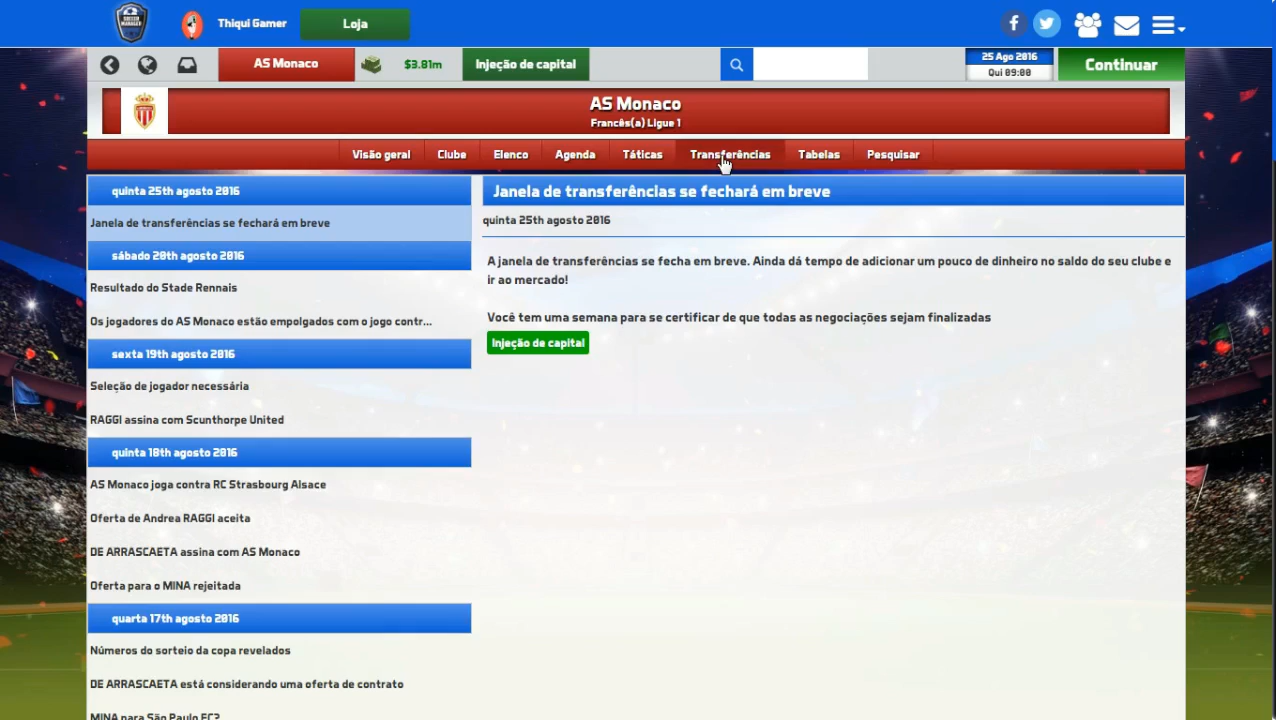 SOCCER MANAGER
Thiqui Gamer
Loja
AS Monaco
$3.81m
Injeção de capital
25 Ago 2016
Qui 09:00
Continuar
AS Monaco
Francês(a) Ligue 1
Visão geral
Clube
Elenco
Agenda
Táticas
Transferências
Tabelas
Pesquisar
quinta 25th agosto 2016
Janela de transferências se fechará em breve
sábado 20th agosto 2016
Resultado do Stade Rennais
Os jogadores do AS Monaco estão empolgados com o jogo contr...
sexta 19th agosto 2016
Seleção de jogador necessária
RAGGI assina com Scunthorpe United
quinta 18th agosto 2016
AS Monaco joga contra RC Strasbourg Alsace
Oferta de Andrea RAGGI aceita
DE ARRASCAETA assina com AS Monaco
Oferta para o MINA rejeitada
quarta 17th agosto 2016
Números do sorteio da copa revelados
DE ARRASCAETA está considerando uma oferta de contrato
MINA para São Paulo FC?
Janela de transferências se fechará em breve
quinta 25th agosto 2016
A janela de transferências se fecha em breve. Ainda dá tempo de adicionar um pouco de dinheiro no saldo do seu clube e
ir ao mercado!
Você tem uma semana para se certificar de que todas as negociações sejam finalizadas
Injeção de capital